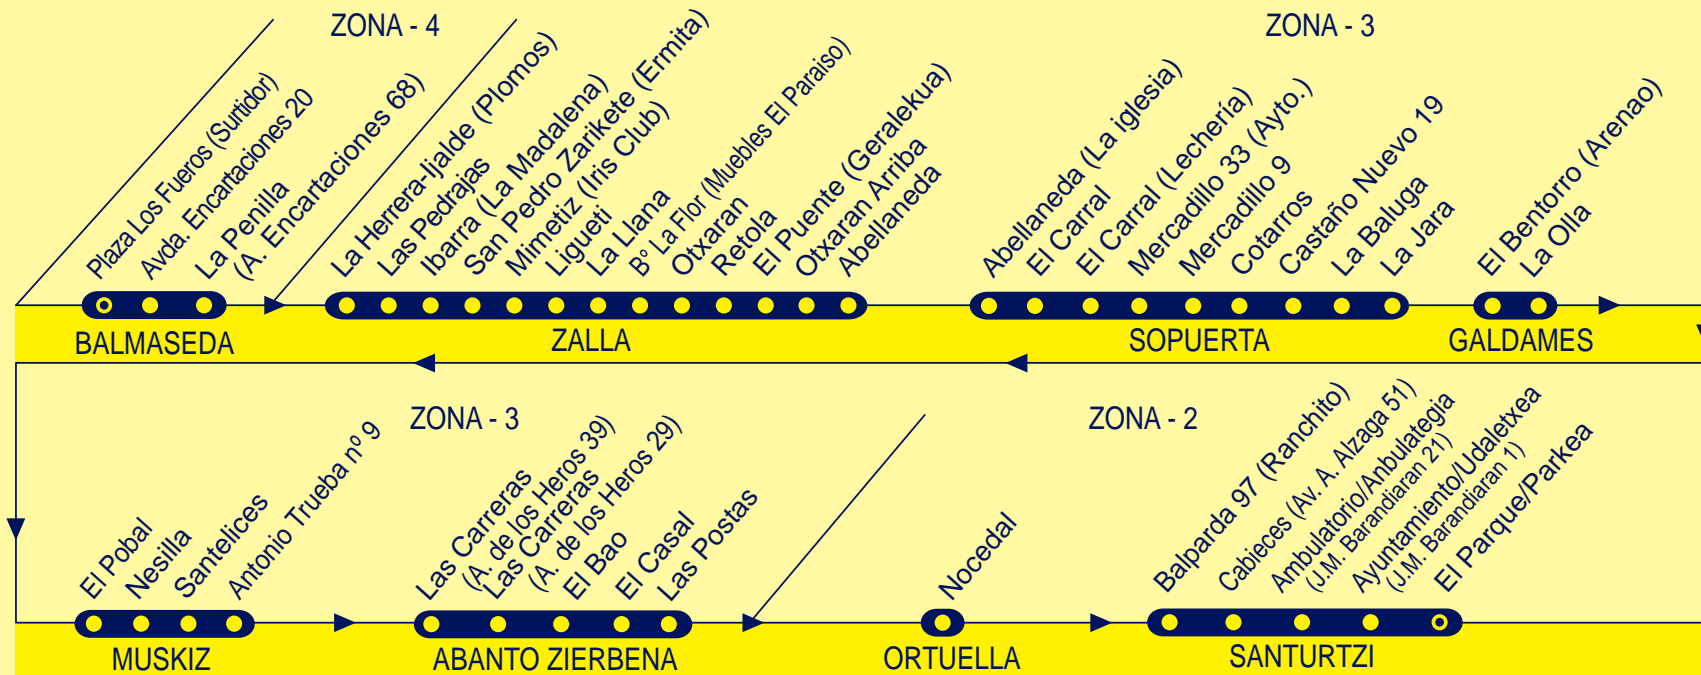 ZONA - 4
ZONA - 3
Plaza Los Fueros (Surtidor)
Avda. Encartaciones 20
La Penilla
(A. Encartaciones 68)
La Herrera-Ijalde (Plomos)
Las Pedrajas
Ibarra (La Madalena)
San Pedro Zarikete (Ermita)
Mimetiz (Iris Club)
Ligueti
La Llana
Bº La Flor (Muebles El Paraiso)
Otxaran
Retola
El Puente (Geralekua)
Otxaran Arriba
Abellaneda
Abellaneda (La iglesia)
El Carral
El Carral (Lechería)
Mercadillo 33 (Ayto.)
Mercadillo 9
Cotarros
Castaño Nuevo 19
La Baluga
La Jara
El Bentorro (Arenao)
La Olla
BALMASEDA
ZALLA
SOPUERTA
GALDAMES
ZONA - 3
ZONA - 2
El Pobal
Nesilla
Santelices
Antonio Trueba nº 9
Las Carreras
(A. de los Heros 39)
Las Carreras
(A. de los Heros 29)
El Bao
El Casal
Las Postas
Nocedal
Balparda 97 (Ranchito)
Cabieces (Av. A. Alzaga 51)
Ambulatorio/Anbulategia
(J.M. Barandiaran 21)
Ayuntamiento/Udaletxea
(J.M. Barandiaran 1)
El Parque/Parkea
MUSKIZ
ABANTO ZIERBENA
ORTUELLA
SANTURTZI